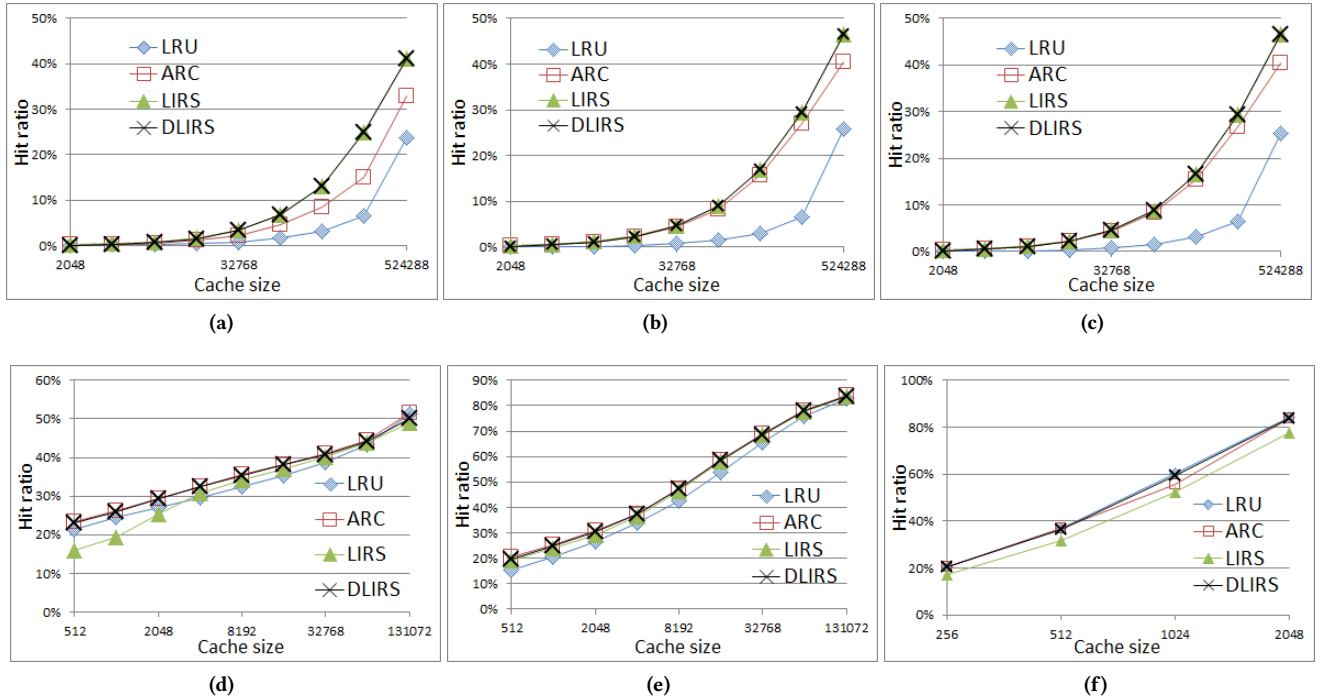 50%
40%
30%
20%
10%
0%
Hit ratio
LRU
ARC
LIRS
DLIRS
2048
32768
524288
Cache size
(a)
50%
40%
30%
20%
10%
0%
Hit ratio
LRU
ARC
LIRS
DLIRS
2048
32768
524288
Cache size
(b)
50%
40%
30%
20%
10%
0%
Hit ratio
LRU
ARC
LIRS
DLIRS
2048
32768
524288
Cache size
(c)
60%
50%
40%
30%
20%
10%
0%
Hit ratio
LRU
ARC
LIRS
DLIRS
512
2048
8192
32768
131072
Cache size
(d)
90%
80%
70%
60%
50%
40%
30%
20%
10%
0%
Hit ratio
LRU
ARC
LIRS
DLIRS
512
2048
8192
32768
131072
Cache size
(e)
100%
80%
60%
40%
20%
0%
Hit ratio
LRU
ARC
LIRS
DLIRS
256
512
1024
2048
Cache size
(f)